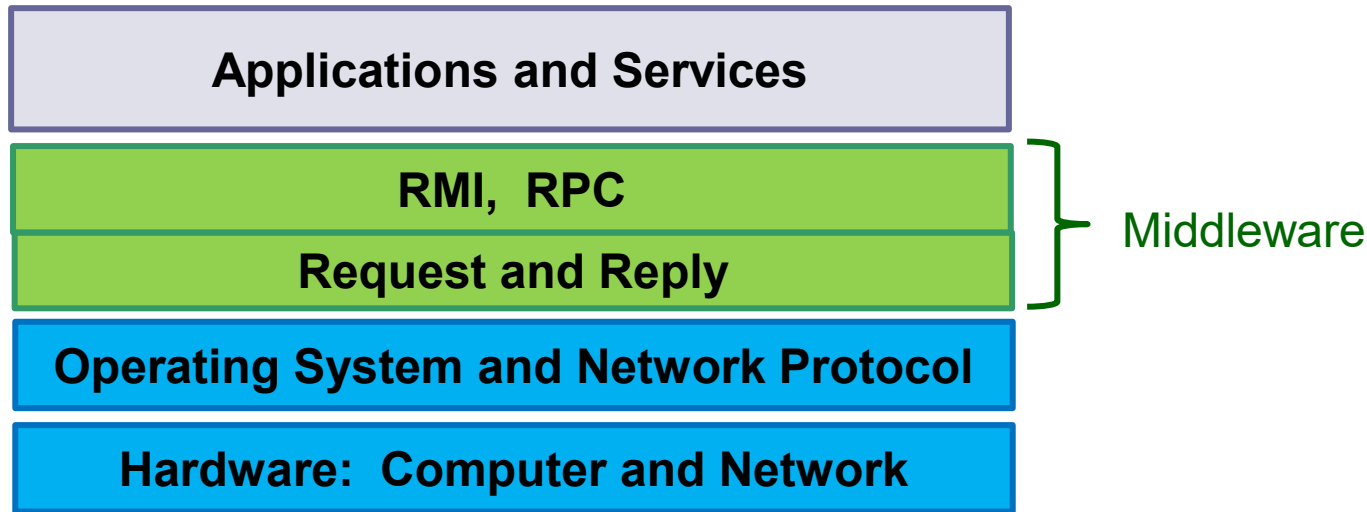 Applications and Services
RMI, RPC
Middleware
Request and Reply
Operating System and Network Protocol
Hardware: Computer and Network